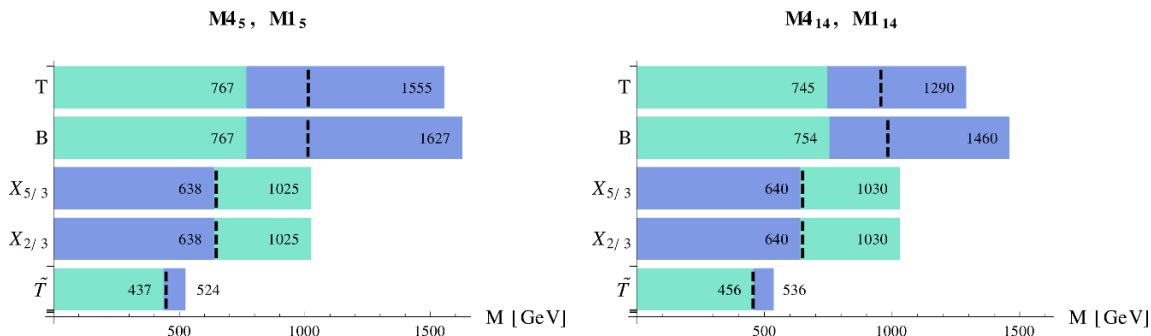 M4₅, M1₅
T 767 1555
B 767 1627
X₅/₃ 638 1025
X₂/₃ 638 1025
T̃ 437 524
500 1000 1500 M [GeV]
M4₁₄, M1₁₄
T 745 1290
B 754 1460
X₅/₃ 640 1030
X₂/₃ 640 1030
T̃ 456 536
500 1000 1500 M [GeV]